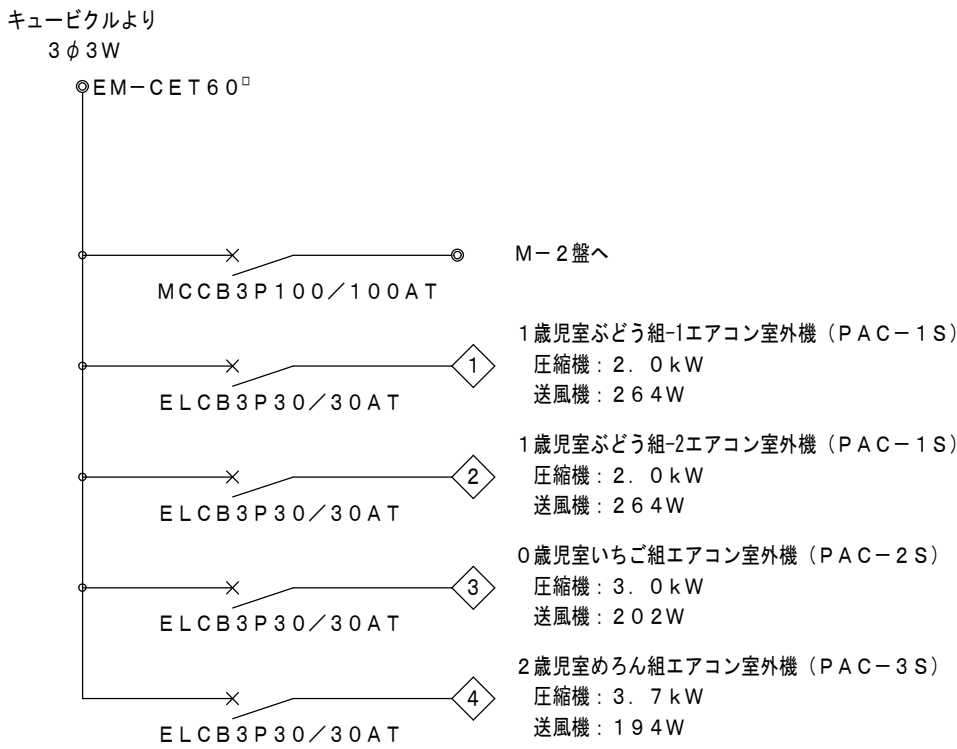 キュービクルより
３φ３Ｗ
ＥＭ－ＣＥＴ６０□
Ｍ－２盤へ
ＭＣＣＢ３Ｐ１００／１００ＡＴ
１歳児室ぶどう組-1エアコン室外機（ＰＡＣ－１Ｓ）
圧縮機：２．０ｋＷ
1
送風機：２６４Ｗ
ＥＬＣＢ３Ｐ３０／３０ＡＴ
１歳児室ぶどう組-2エアコン室外機（ＰＡＣ－１Ｓ）
圧縮機：２．０ｋＷ
2
送風機：２６４Ｗ
ＥＬＣＢ３Ｐ３０／３０ＡＴ
０歳児室いちご組エアコン室外機（ＰＡＣ－２Ｓ）
圧縮機：３．０ｋＷ
3
送風機：２０２Ｗ
ＥＬＣＢ３Ｐ３０／３０ＡＴ
２歳児室めろん組エアコン室外機（ＰＡＣ－３Ｓ）
圧縮機：３．７ｋＷ
4
送風機：１９４Ｗ
ＥＬＣＢ３Ｐ３０／３０ＡＴ